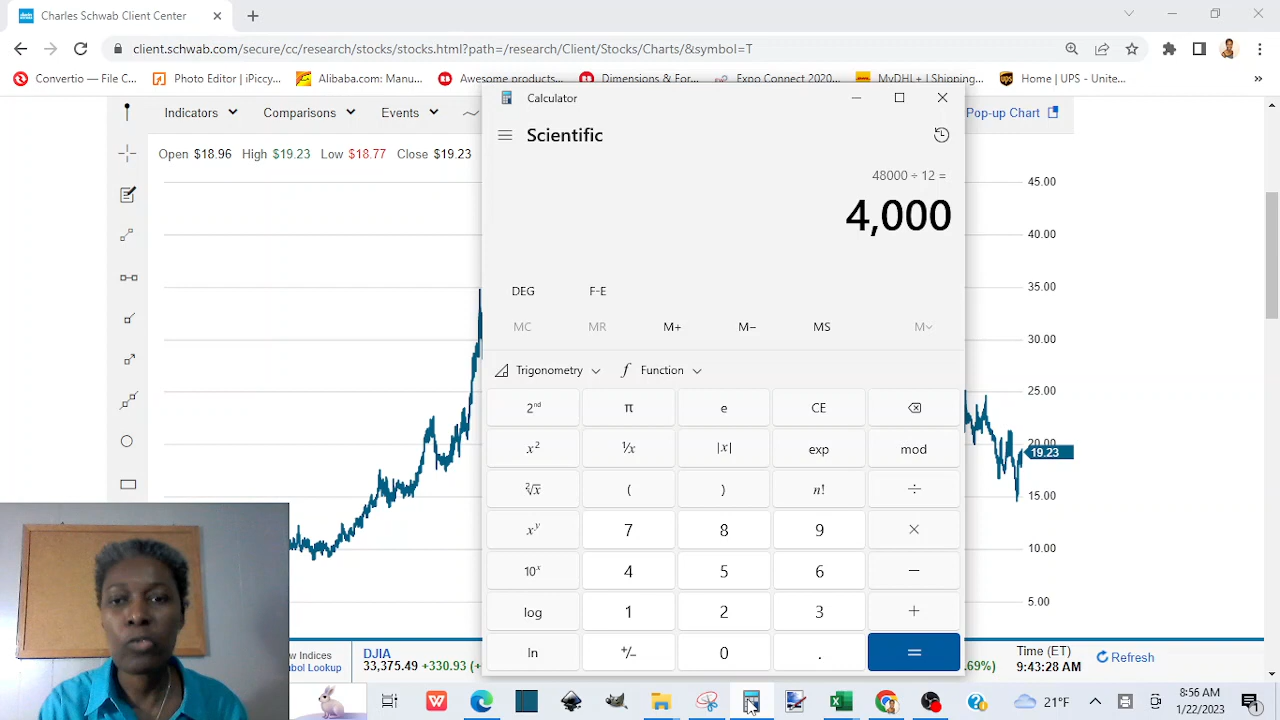 Charles Schwab Client Center
client.schwab.com/secure/cc/research/stocks/stocks.html?path=/research/Client/Stocks/Charts/&symbol=T
Convertio — File C...
Photo Editor | iPiccy...
Alibaba.com: Manu...
Awesome products...
Dimensions & For...
Expo Connect 2020...
MyDHL+ | Shipping...
Home | UPS - Unite...
»
Indicators
Comparisons
Events
Pop-up Chart
Open $18.96 High $19.23 Low $18.77 Close $19.23
45.00
40.00
35.00
30.00
25.00
20.00
19.23
15.00
10.00
5.00
Calculator
Scientific
48000 ÷ 12 =
4,000
DEG F-E
MC MR M+ M− MS M
Trigonometry Function
2nd π e CE
x² ¹/x |x| exp mod
²√x ( ) n! ÷
xʸ 7 8 9 ×
10ˣ 4 5 6 −
log 1 2 3 +
ln +/− 0 . =
w Indices
bol Lookup
DJIA
33,375.49 +330.93 (+
.69%)
Time (ET)
9:43:28 AM
Refresh
21°F
8:56 AM
1/22/2023
1